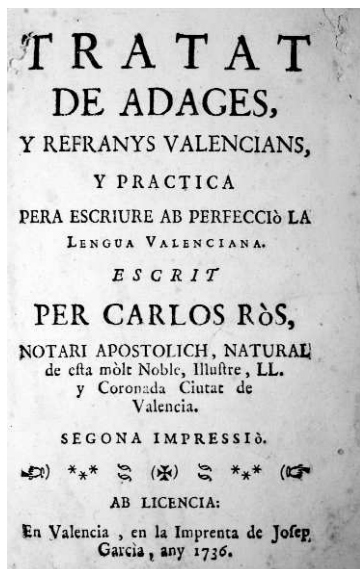 TRATAT
DE ADAGES,
Y REFRANYS VALENCIANS,
Y PRACTICA
PERA ESCRIURE AB PERFECCIÒ LA
LENGUA VALENCIANA.
ESCRIT
PER CARLOS RÒS,
NOTARI APOSTOLICH, NATURAL
de esta mòlt Noble, Illustre, LL.
y Coronada Ciutat de
Valencia.
SEGONA IMPRESSIÒ.
AB LICENCIA:
En Valencia, en la Imprenta de Josep
Garcia, any 1736.